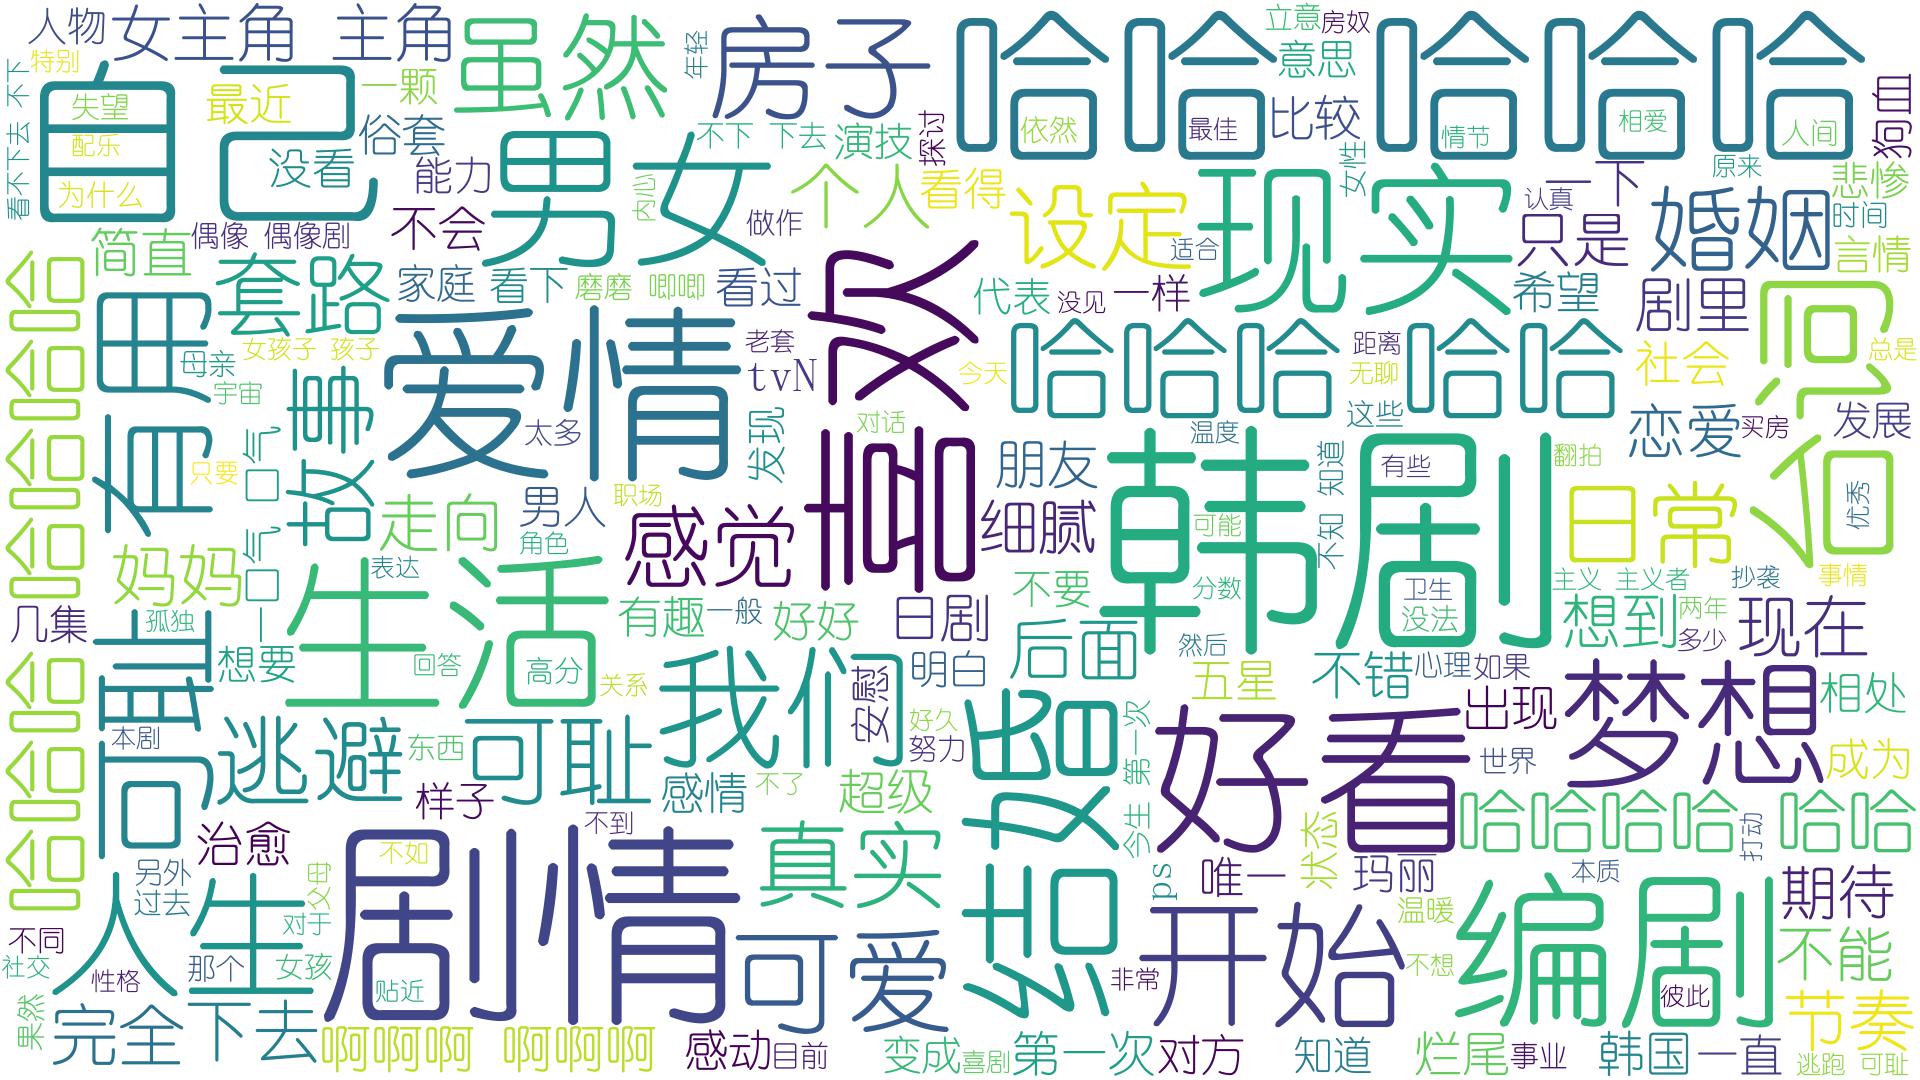 人物
女主角 主角
虽然
房子
哈哈 哈哈哈
立意
房奴
意思
特别
不下
年轻
自己
失望
配乐
为什么
最近
一颗
俗套
没看
能力
男女
不下 下去
演技
探讨
依然
最佳
比较
情节
相爱
人间
狗血
看不下去
不会
内心
做作
个人
看得
设定
现实
女性
适合
认真
一下
只是
原来
婚姻
悲惨
时间
言情
简直
偶像 偶像剧
套路
家庭
看下
磨磨 唧唧
看过
喜欢
代表
没见
一样
希望
剧里
台词
哈哈哈哈哈哈
有点
母亲
宇宙
女孩子 孩子
故事
爱情
老套
tvN
今天
哈哈哈 哈哈
距离
无聊
这些
社会
总是
恋爱
买房
发展
太多
发现
对话
朋友
温度
韩剧
知道
不知
有些
翻拍
只要
一口气 口气
走向
男人
职场
角色
感觉
细腻
可能
日常
优秀
妈妈
表达
生活
不要
分数
卫生
没法
主义 主义者
抄袭
事情
几集
孤独
尴尬
想要
回答
高分
关系
有趣
一般
好好
日剧
后面
然后
想到
两年
多少
现在
本剧
逃避 可耻
东西
我们
安慰
明白
好久
努力
五星
不错
心理
如果
出现
梦想
相处
样子
感情
不了
超级
结婚
第一次
今生
好看
世界
成为
治愈
不到
哈哈哈哈 哈哈
打动
状态
另外
过去
父母
剧情
不如
贴近
真实
ps
唯一
玛丽
本质
温暖
期待
不同
社交
人生
性格
那个
对于
女孩
可爱
非常
开始
不想
编剧
彼此
不能
果然
完全
下去
啊啊啊 啊啊啊
感动
目前
变成
喜剧
第一次
对方
知道
烂尾
事业
韩国
一直
节奏
逃跑 可耻